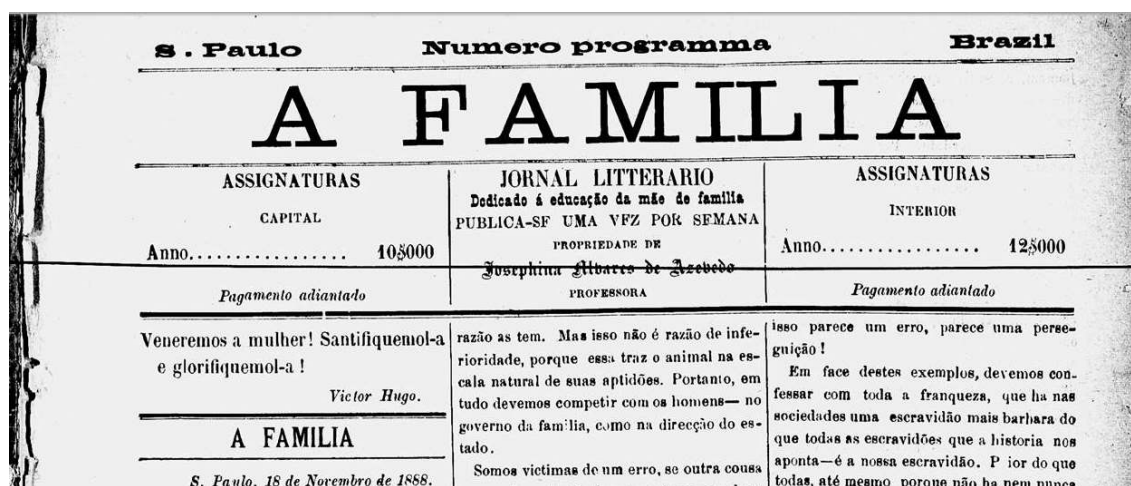 S. Paulo Numero programma Brazil
A FAMILIA
ASSIGNATURAS
CAPITAL
Anno................ 10$000
Pagamento adiantado
JORNAL LITTERARIO
Dedicado á educação da mãe de familia
PUBLICA-SE UMA VEZ POR SEMANA
PROPRIEDADE DE
Josephina Alvares de Azevedo
PROFESSORA
ASSIGNATURAS
INTERIOR
Anno................ 12$000
Pagamento adiantado
Veneremos a mulher! Santifiquemol-a
e glorifiquemol-a !
Victor Hugo.
A FAMILIA
S. Paulo, 18 de Novembro de 1888.
razão as tem. Mas isso não é razão de infe-
rioridade, porque essa traz o animal na es-
cala natural de suas aptidões. Portanto, em
tudo devemos competir com os homens— no
governo da familia, como na direcção do es-
tado.
Somos victimas de um erro, se outra cousa
isso parece um erro, parece uma perse-
guição !
Em face destes exemplos, devemos con-
fessar com toda a franqueza, que ha nas
sociedades uma escravidão mais barbara do
que todas as escravidões que a historia nos
aponta—é a nossa escravidão. P ior do que
todas, até mesmo porque não ha nem nunca